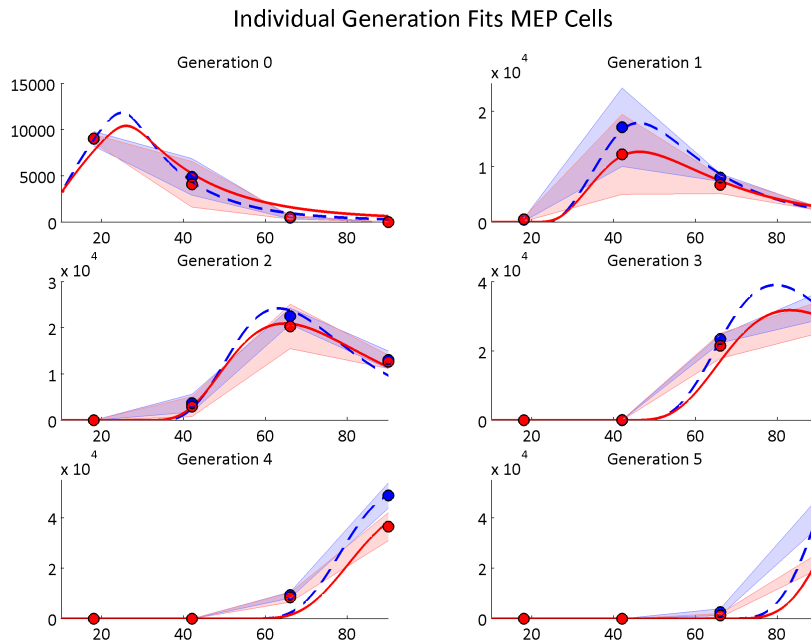 Individual Generation Fits MEP Cells
Generation 0
15000
10000
5000
0
20 40 60 80
Generation 1
x 10 4
2
1
0
20 40 60 80
Generation 2
x 10 4
3
2
1
0
20 40 60 80
Generation 3
x 10 4
4
2
0
20 40 60 80
Generation 4
x 10 4
4
2
0
20 40 60 80
Generation 5
x 10 4
4
2
0
20 40 60 80